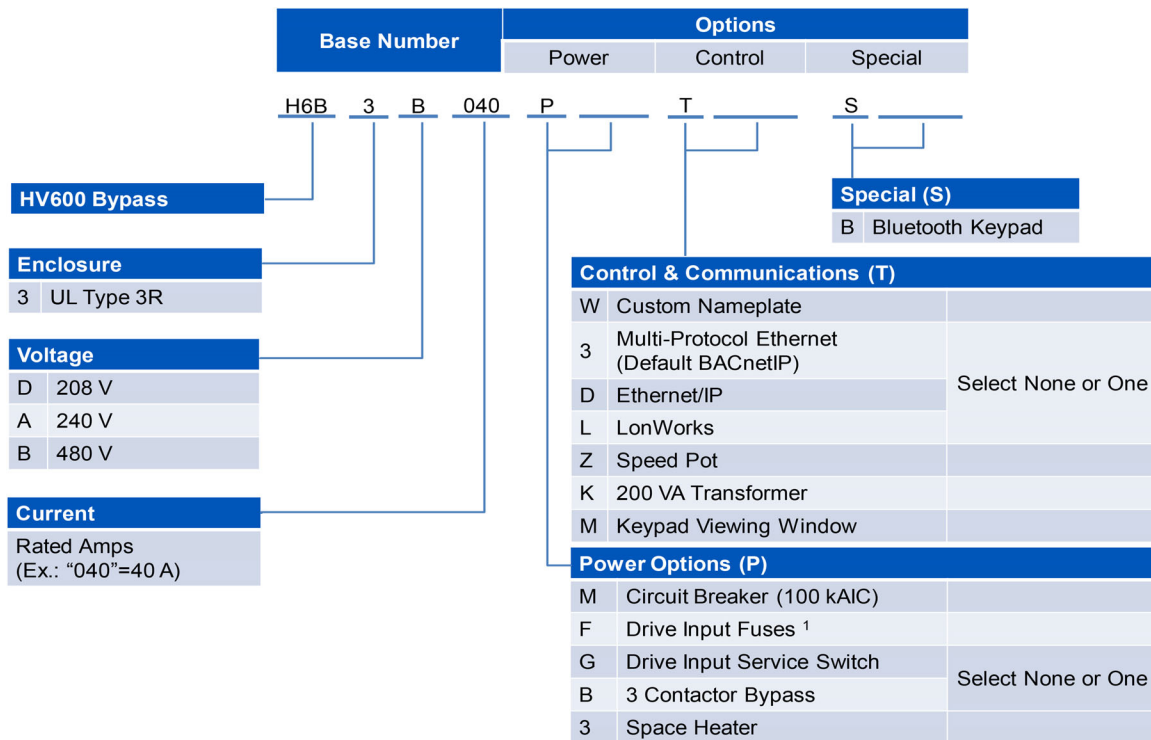 Base Number
Options
Power Control Special
H6B 3 B 040 P T S
HV600 Bypass
Enclosure
3 UL Type 3R
Voltage
D 208 V
A 240 V
B 480 V
Current
Rated Amps
(Ex.: “040”=40 A)
Special (S)
B Bluetooth Keypad
Control & Communications (T)
W Custom Nameplate
3 Multi-Protocol Ethernet
(Default BACnetIP)
Select None or One
D Ethernet/IP
L LonWorks
Z Speed Pot
K 200 VA Transformer
M Keypad Viewing Window
Power Options (P)
M Circuit Breaker (100 kAIC)
F Drive Input Fuses ¹
G Drive Input Service Switch
Select None or One
B 3 Contactor Bypass
3 Space Heater